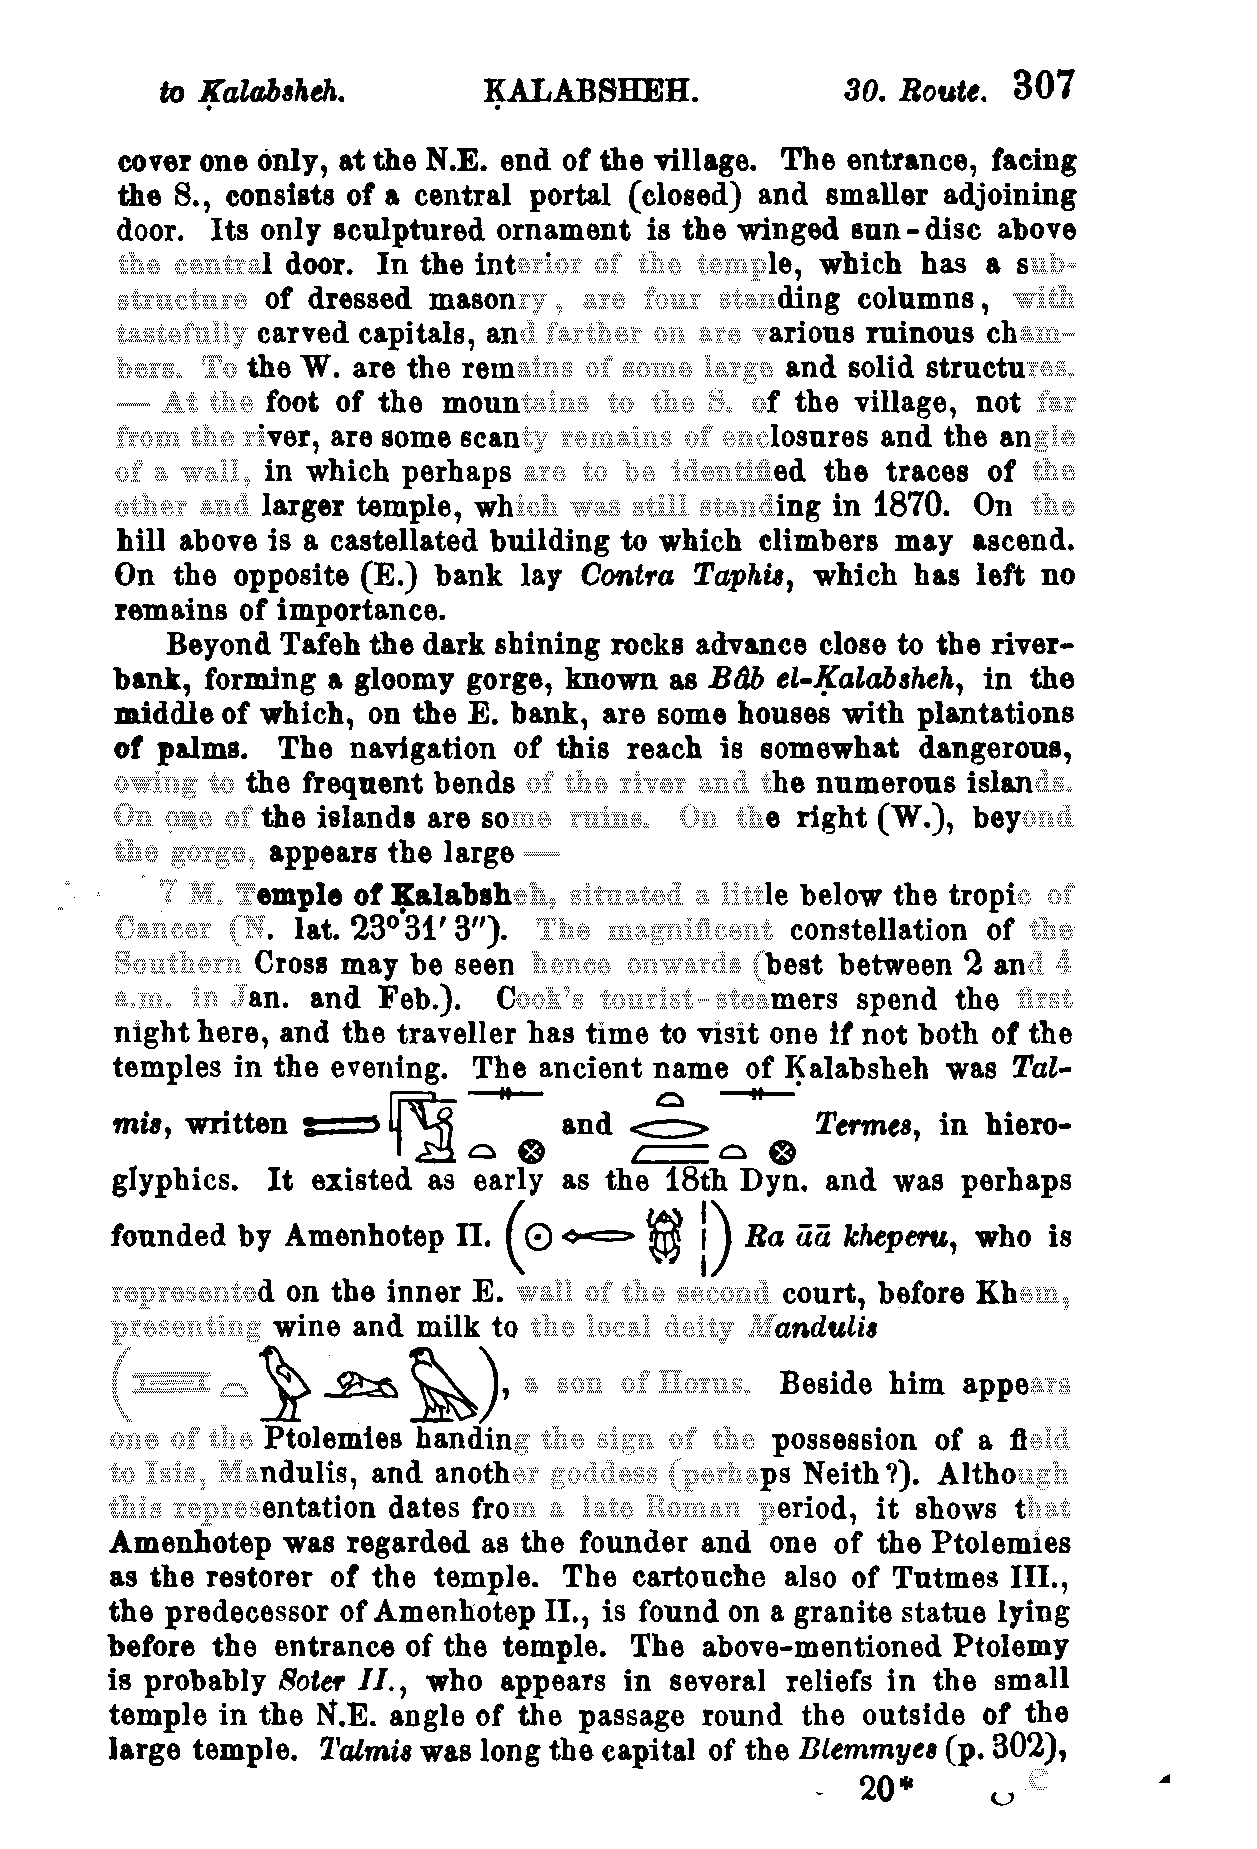 to Ḳalabsheh. ḲALABSHEH. 30. Route. 307
cover one only, at the N.E. end of the village. The entrance, facing
the S., consists of a central portal (closed) and smaller adjoining
door. Its only sculptured ornament is the winged sun-disc above
the central door. In the interior of the temple, which has a sub-
structure of dressed masonry, are four standing columns, with
tastefully carved capitals, and farther on are various ruinous cham-
bers. To the W. are the remains of some large and solid structures.
— At the foot of the mountains to the S. of the village, not far
from the river, are some scanty remains of enclosures and the angle
of a wall, in which perhaps are to be identified the traces of the
other and larger temple, which was still standing in 1870. On the
hill above is a castellated building to which climbers may ascend.
On the opposite (E.) bank lay Contra Taphis, which has left no
remains of importance.
Beyond Tafeh the dark shining rocks advance close to the river-
bank, forming a gloomy gorge, known as Bâb el-Ḳalabsheh, in the
middle of which, on the E. bank, are some houses with plantations
of palms. The navigation of this reach is somewhat dangerous,
owing to the frequent bends of the river and the numerous islands.
On one of the islands are some ruins. On the right (W.), beyond
the gorge, appears the large —
7 M. Temple of Ḳalabsheh, situated a little below the tropic of
Cancer (N. lat. 23°31′ 3″). The magnificent constellation of the
Southern Cross may be seen hence onwards (best between 2 and 4
a.m. in Jan. and Feb.). Cook's tourist-steamers spend the first
night here, and the traveller has time to visit one if not both of the
temples in the evening. The ancient name of Ḳalabsheh was Tal-
mis, written and Termes, in hiero-
glyphics. It existed as early as the 18th Dyn. and was perhaps
founded by Amenhotep II. Ra āā kheperu, who is
represented on the inner E. wall of the second court, before Khem,
presenting wine and milk to the local deity Mandulis
, a son of Horus. Beside him appears
one of the Ptolemies handing the sign of the possession of a field
to Isis, Mandulis, and another goddess (perhaps Neith?). Although
this representation dates from a late Roman period, it shows that
Amenhotep was regarded as the founder and one of the Ptolemies
as the restorer of the temple. The cartouche also of Tutmes III.,
the predecessor of Amenhotep II., is found on a granite statue lying
before the entrance of the temple. The above-mentioned Ptolemy
is probably Soter II., who appears in several reliefs in the small
temple in the N.E. angle of the passage round the outside of the
large temple. Talmis was long the capital of the Blemmyes (p. 302),
20*